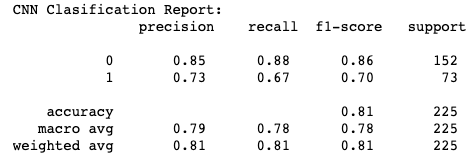 CNN Clasification Report:
precision recall f1-score support
0 0.85 0.88 0.86 152
1 0.73 0.67 0.70 73
accuracy 0.81 225
macro avg 0.79 0.78 0.78 225
weighted avg 0.81 0.81 0.81 225